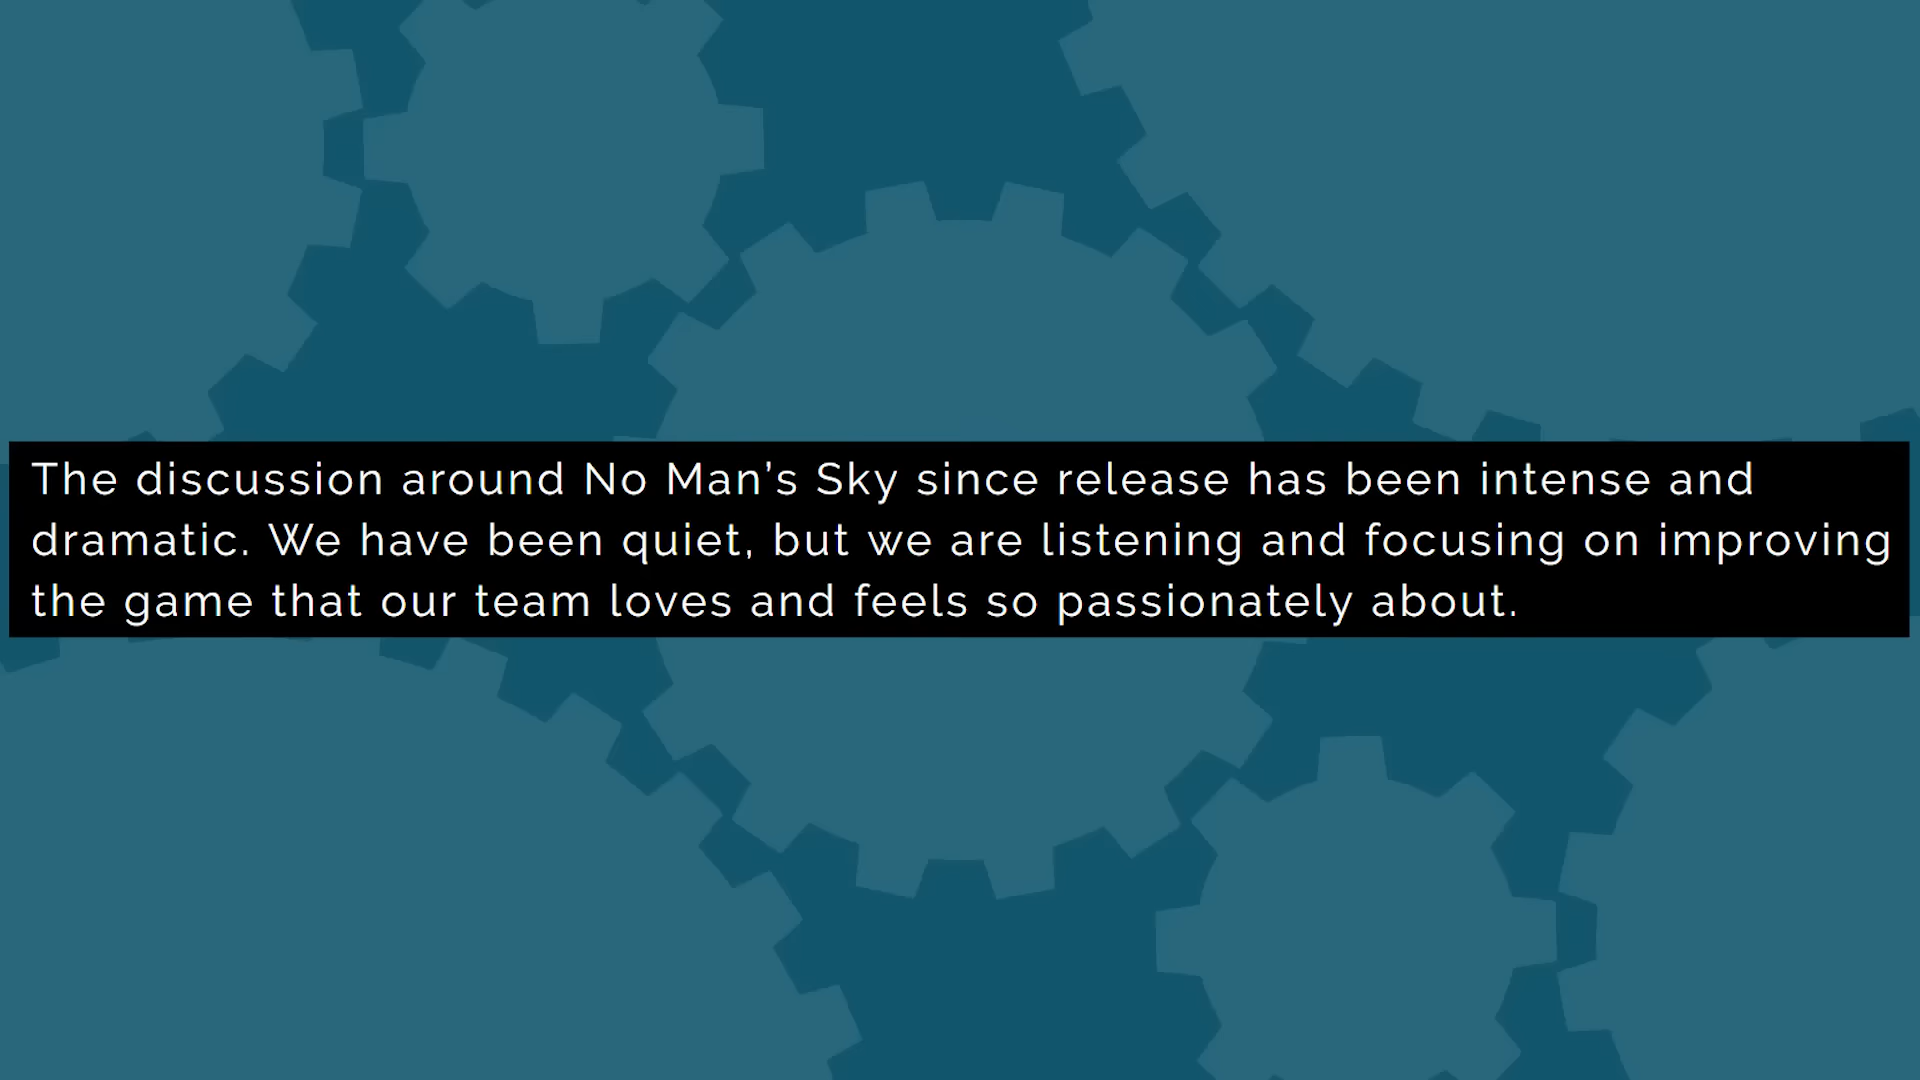 The discussion around No Man’s Sky since release has been intense and
dramatic. We have been quiet, but we are listening and focusing on improving
the game that our team loves and feels so passionately about.